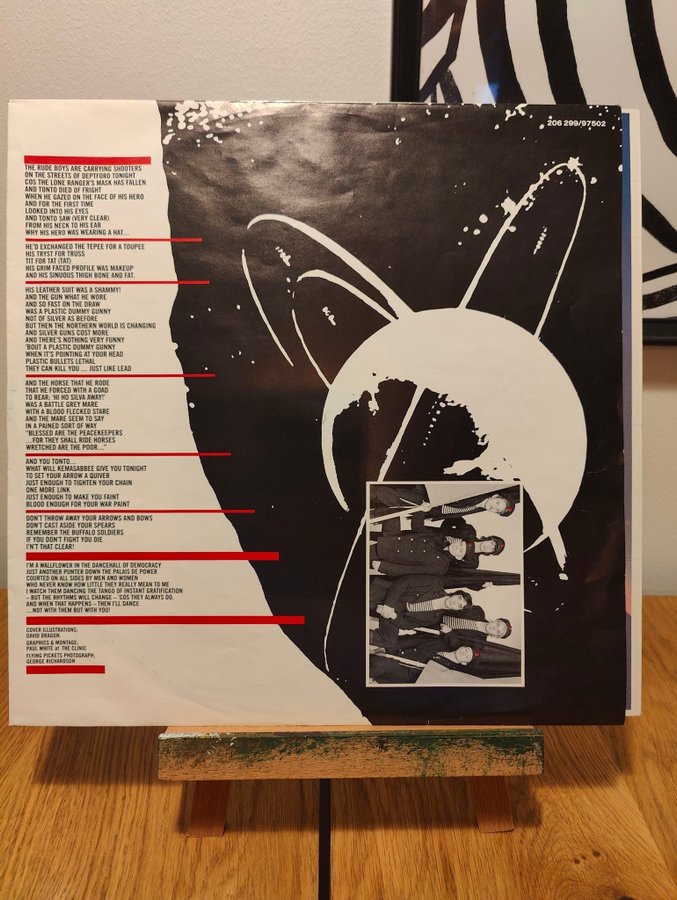 206 299/97502
THE RUDE BOYS ARE CARRYING SHOOTERS
ON THE STREETS OF DEPTFORD TONIGHT
COS THE LONE RANGER'S MASK HAS FALLEN
AND TONTO DIED OF FRIGHT
WHEN HE GAZED ON THE FACE OF HIS HERO
AND FOR THE FIRST TIME
LOOKED INTO HIS EYES
AND TONTO SAW (VERY CLEAR)
FROM HIS NECK TO HIS EAR
WHY HIS HERO WAS WEARING A HAT...
HE'D EXCHANGED THE TEPEE FOR A TOUPEE
HIS TRYST FOR TRUSS
TIT FOR TAT (TAT)
HIS GRIM FACED PROFILE WAS MAKEUP
AND HIS SINUOUS THIGH BONE AND FAT.
HIS LEATHER SUIT WAS A SHAMMY!
AND THE GUN WHAT HE WORE
AND SO FAST ON THE DRAW
WAS A PLASTIC DUMMY GUNNY
NOT OF SILVER AS BEFORE
BUT THEN THE NORTHERN WORLD IS CHANGING
AND SILVER GUNS COST MORE
AND THERE'S NOTHING VERY FUNNY
'BOUT A PLASTIC DUMMY GUNNY
WHEN IT'S POINTING AT YOUR HEAD
PLASTIC BULLETS LETHAL
THEY CAN KILL YOU ... JUST LIKE LEAD
AND THE HORSE THAT HE RODE
THAT HE FORCED WITH A GOAD
TO REAR; 'HI HO SILVA AWAY!'
WAS A BATTLE GREY MARE
WITH A BLOOD FLECKED STARE
AND THE MARE SEEM TO SAY
IN A PAINED SORT OF WAY
"BLESSED ARE THE PEACEKEEPERS
...FOR THEY SHALL RIDE HORSES
WRETCHED ARE THE POOR..."
AND YOU TONTO...
WHAT WILL KEMASABBEE GIVE YOU TONIGHT
TO SET YOUR ARROW A QUIVER
JUST ENOUGH TO TIGHTEN YOUR CHAIN
ONE MORE LINK
JUST ENOUGH TO MAKE YOU FAINT
BLOOD ENOUGH FOR YOUR WAR PAINT
DON'T THROW AWAY YOUR ARROWS AND BOWS
DON'T CAST ASIDE YOUR SPEARS
REMEMBER THE BUFFALO SOLDIERS
IF YOU DON'T FIGHT YOU DIE
I'N'T THAT CLEAR!
I'M A WALLFLOWER IN THE DANCEHALL OF DEMOCRACY
JUST ANOTHER PUNTER DOWN THE PALAIS DE POWER
COURTED ON ALL SIDES BY MEN AND WOMEN
WHO NEVER KNOW HOW LITTLE THEY REALLY MEAN TO ME
I WATCH THEM DANCING THE TANGO OF INSTANT GRATIFICATION
– BUT THE RHYTHMS WILL CHANGE – 'COS THEY ALWAYS DO.
AND WHEN THAT HAPPENS – THEN I'LL DANCE
...NOT WITH THEM BUT WITH YOU!
COVER ILLUSTRATIONS;
DAVID DRAGON.
GRAPHICS & MONTAGE;
PAUL WHITE at THE CLINIC
FLYING PICKETS PHOTOGRAPH;
GEORGE RICHARDSON